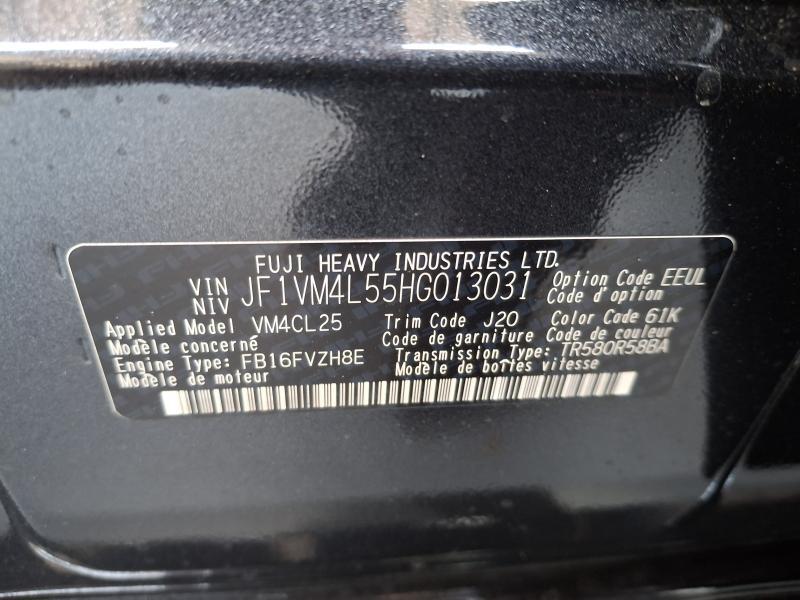 FUJI HEAVY INDUSTRIES LTD.
VIN NIV JF1VM4L55HG013031 Option Code EEUL
Code d'option
Applied Model VM4CL25 Trim Code J20 Color Code 61K
Modèle concerné Code de garniture Code de couleur
Engine Type: FB16FVZH8E Transmission Type: TR580R58BA
Modèle de moteur Modèle de boîtes vitesse